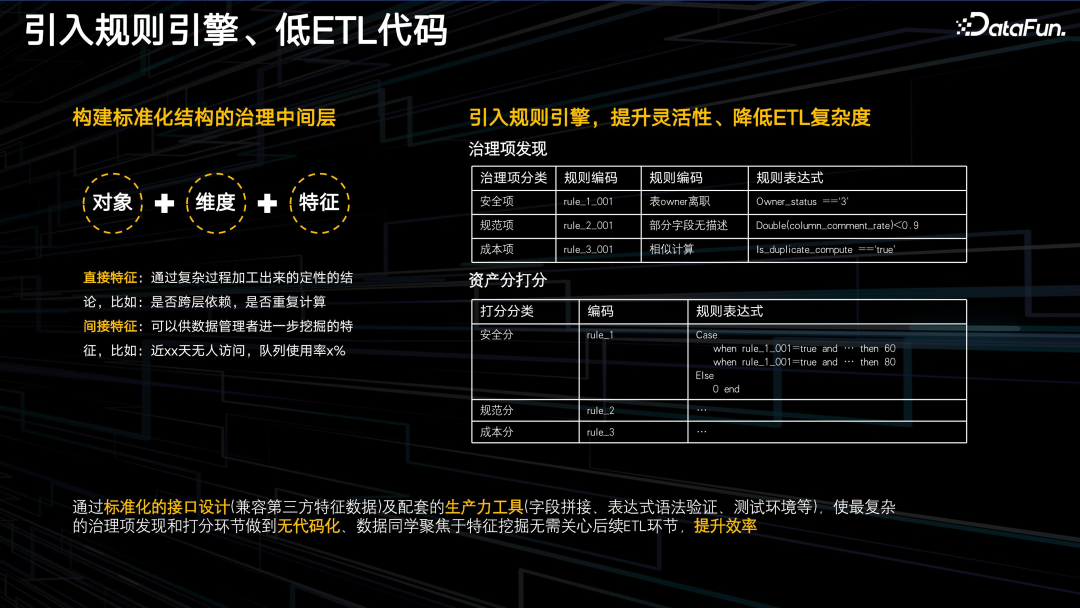 引入规则引擎、低ETL代码
DataFun.
构建标准化结构的治理中间层
对象 + 维度 + 特征
直接特征：通过复杂过程加工出来的定性的结
论，比如：是否跨层依赖，是否重复计算
间接特征：可以供数据管理者进一步挖掘的特
征，比如：近xx天无人访问，队列使用率x%
引入规则引擎，提升灵活性、降低ETL复杂度
治理项发现
治理项分类 规则编码 规则编码 规则表达式
安全项 rule_1_001 表owner离职 Owner_status =='3'
规范项 rule_2_001 部分字段无描述 Double(column_comment_rate)<0.9
成本项 rule_3_001 相似计算 Is_duplicate_compute =='true'
资产分打分
打分分类 编码 规则表达式
安全分 rule_1 Case
when rule_1_001=true and … then 60
when rule_1_001=true and … then 80
Else
0 end
规范分 rule_2 …
成本分 rule_3 …
通过标准化的接口设计(兼容第三方特征数据)及配套的生产力工具(字段拼接、表达式语法验证、测试环境等)，使最复杂
的治理项发现和打分环节做到无代码化、数据同学聚焦于特征挖掘无需关心后续ETL环节，提升效率